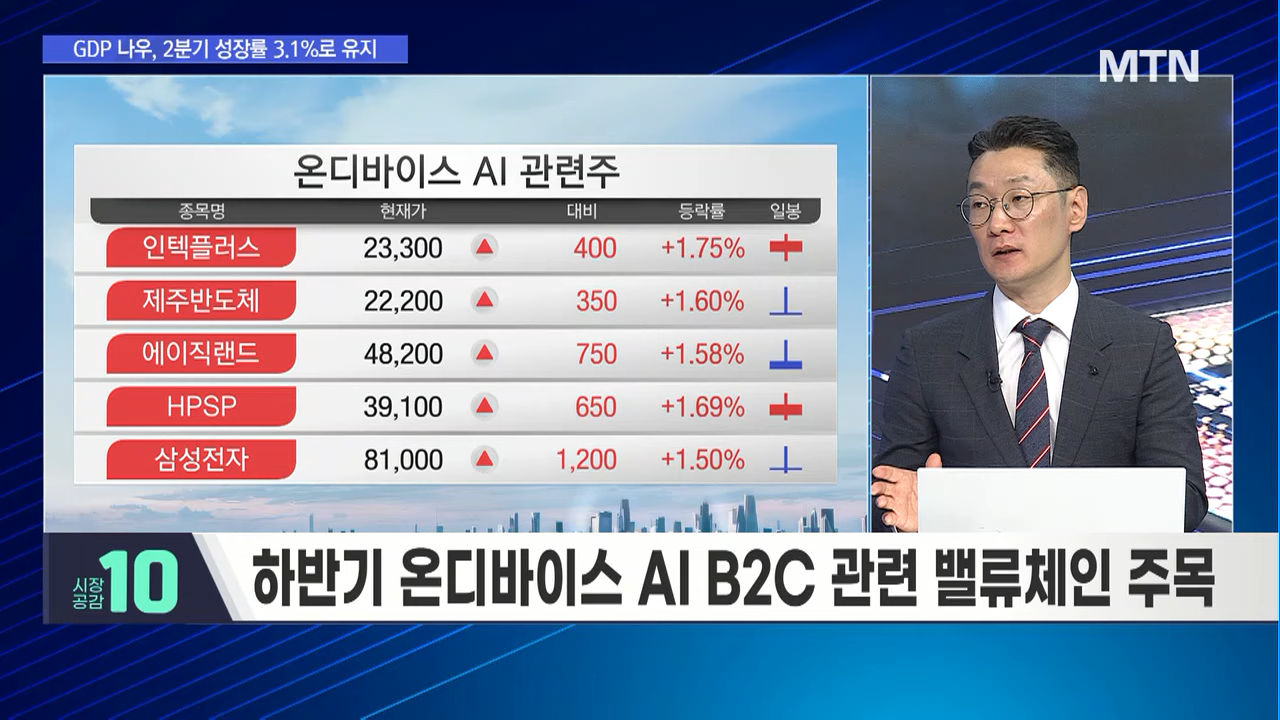 GDP 나우, 2분기 성장률 3.1%로 유지
MTN
온디바이스 AI 관련주
종목명 현재가 대비 등락률 일봉
인텍플러스 23,300 ▲ 400 +1.75%
제주반도체 22,200 ▲ 350 +1.60%
에이직랜드 48,200 ▲ 750 +1.58%
HPSP 39,100 ▲ 650 +1.69%
삼성전자 81,000 ▲ 1,200 +1.50%
시장
공감 10
하반기 온디바이스 AI B2C 관련 밸류체인 주목